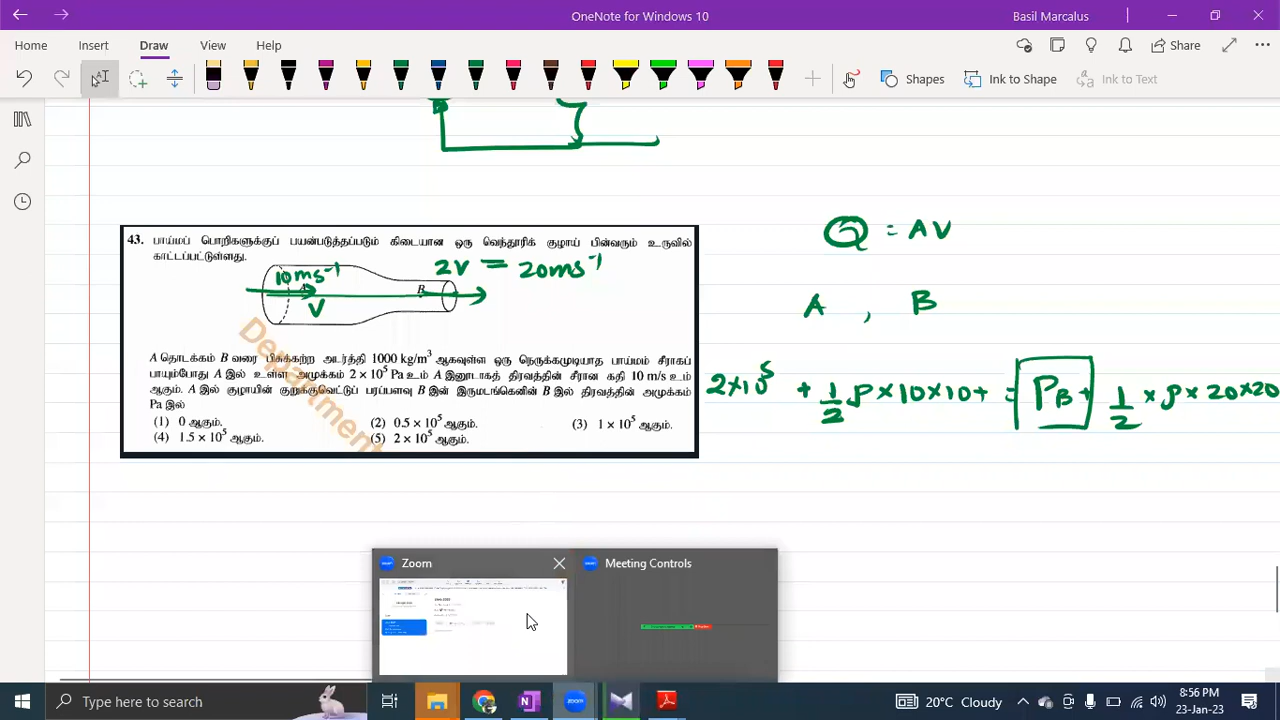 OneNote for Windows 10
Basil Marcalus
Home Insert Draw View Help
Share
Shapes
Ink to Shape
Ink to Text
43. பாய்மப் பொறிகளுக்குப் பயன்படுத்தப்படும் கிடையான ஒரு வெந்தூரிக் குழாய் பின்வரும் உருவில்
காட்டப்பட்டுள்ளது.
10ms⁻¹
V
B
2V = 20ms⁻¹
A தொடக்கம் B வரை பிசுக்கற்ற அடர்த்தி 1000 kg/m³ ஆகவுள்ள ஒரு நெருக்கமுடியாத பாய்மம் சீராகப்
பாயும்போது A இல் உள்ள அமுக்கம் 2 × 10⁵ Pa உம் A இனூடாகத் திரவத்தின் சீரான கதி 10 m/s உம்
ஆகும். A இல் குழாயின் குறுக்குவெட்டுப் பரப்பளவு B இன் இருமடங்கெனின் B இல் திரவத்தின் அமுக்கம்
Pa இல்
(1) 0 ஆகும். (2) 0.5 × 10⁵ ஆகும். (3) 1 × 10⁵ ஆகும்.
(4) 1.5 × 10⁵ ஆகும். (5) 2 × 10⁵ ஆகும்.
Department
Q = AV
A , B
2×10⁵ + 1/2 ρ × 10 × 10 + = P_B + 1/2 × ρ × 20 × 20
Zoom
Meeting Controls
Type here to search
20°C Cloudy
8:56 PM
23-Jan-23